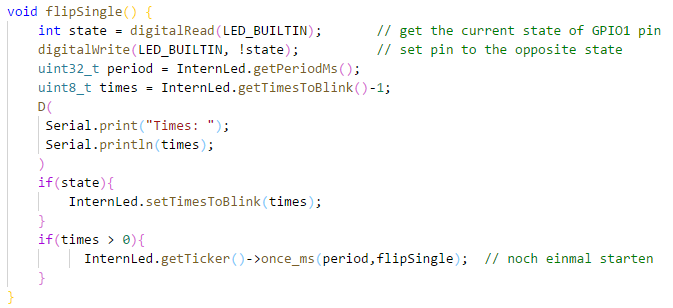 void flipSingle() {
    int state = digitalRead(LED_BUILTIN);       // get the current state of GPIO1 pin
    digitalWrite(LED_BUILTIN, !state);          // set pin to the opposite state
    uint32_t period = InternLed.getPeriodMs();
    uint8_t times = InternLed.getTimesToBlink()-1;
    D(
     Serial.print("Times: ");
     Serial.println(times);
    )
    if(state){
        InternLed.setTimesToBlink(times);
    }
    if(times > 0){
          InternLed.getTicker()->once_ms(period,flipSingle);  // noch einmal starten
    }
}